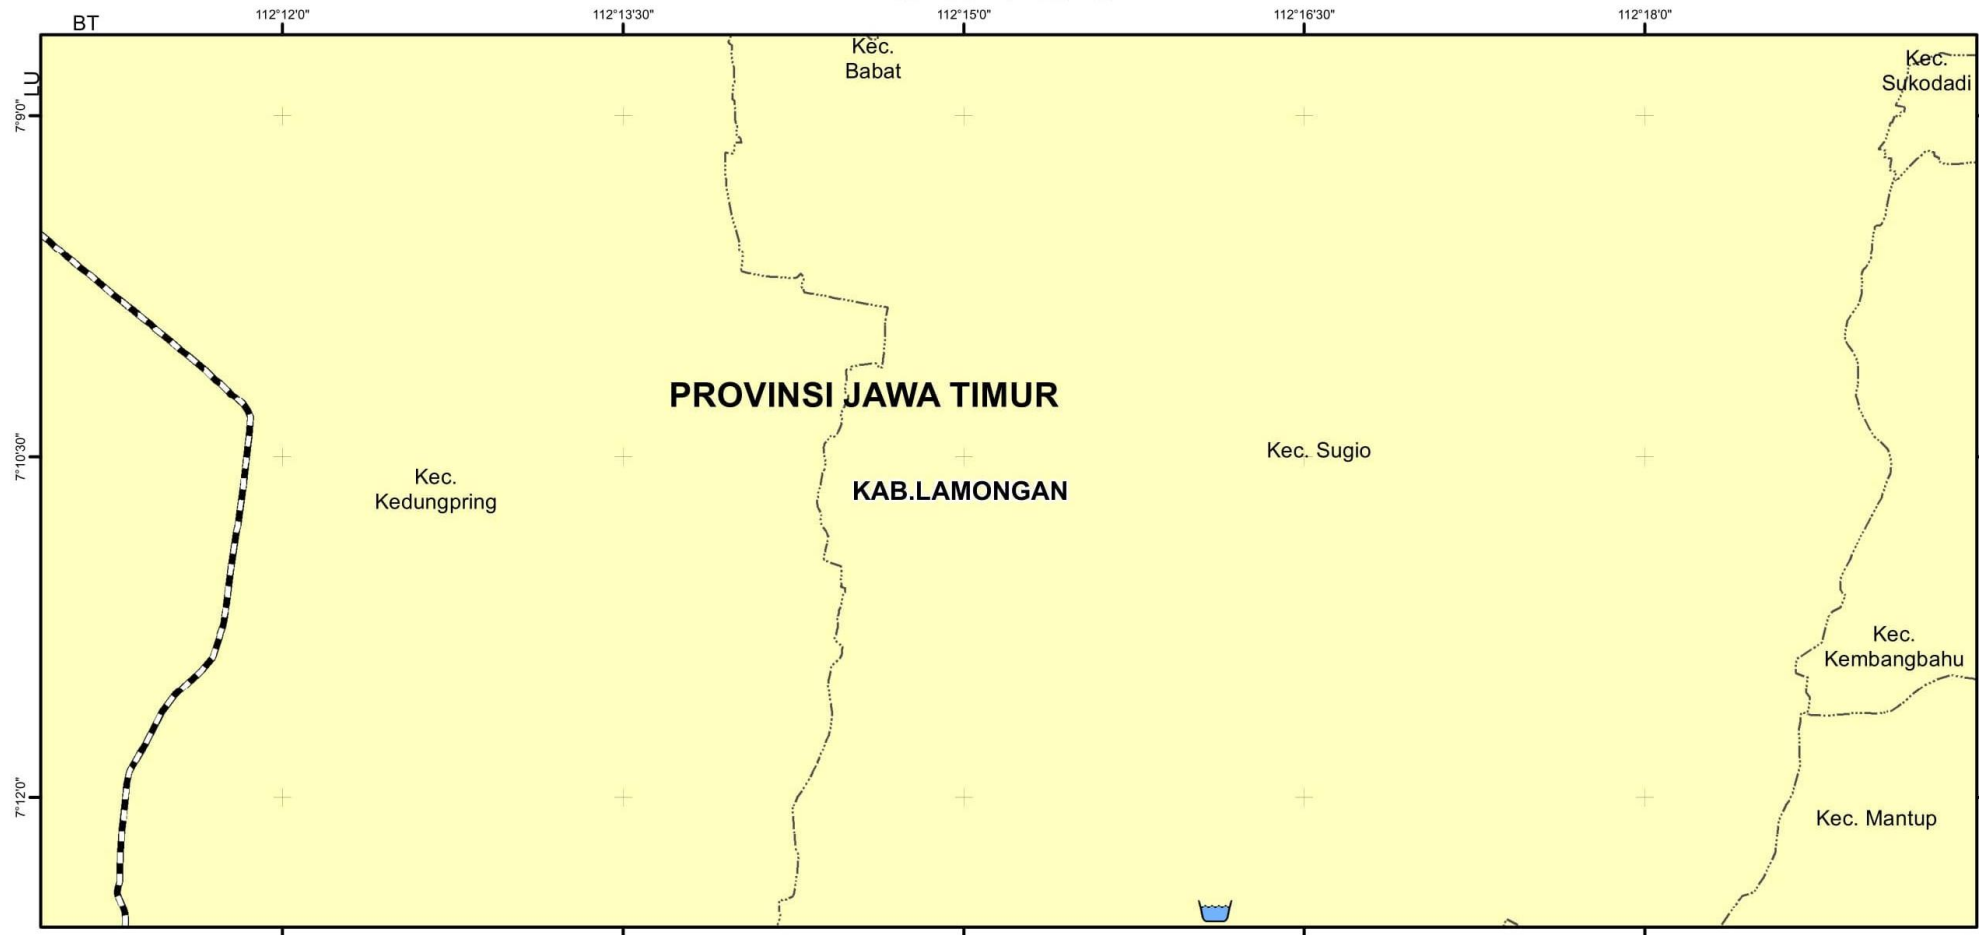 BT
112°12'0"
112°13'30"
112°15'0"
112°16'30"
112°18'0"
LU
Kec.
Babat
Kec.
Sukodadi
7°9'0"
PROVINSI JAWA TIMUR
7°10'30"
Kec. Sugio
Kec.
Kedungpring
KAB.LAMONGAN
Kec.
Kembangbahu
7°12'0"
Kec. Mantup